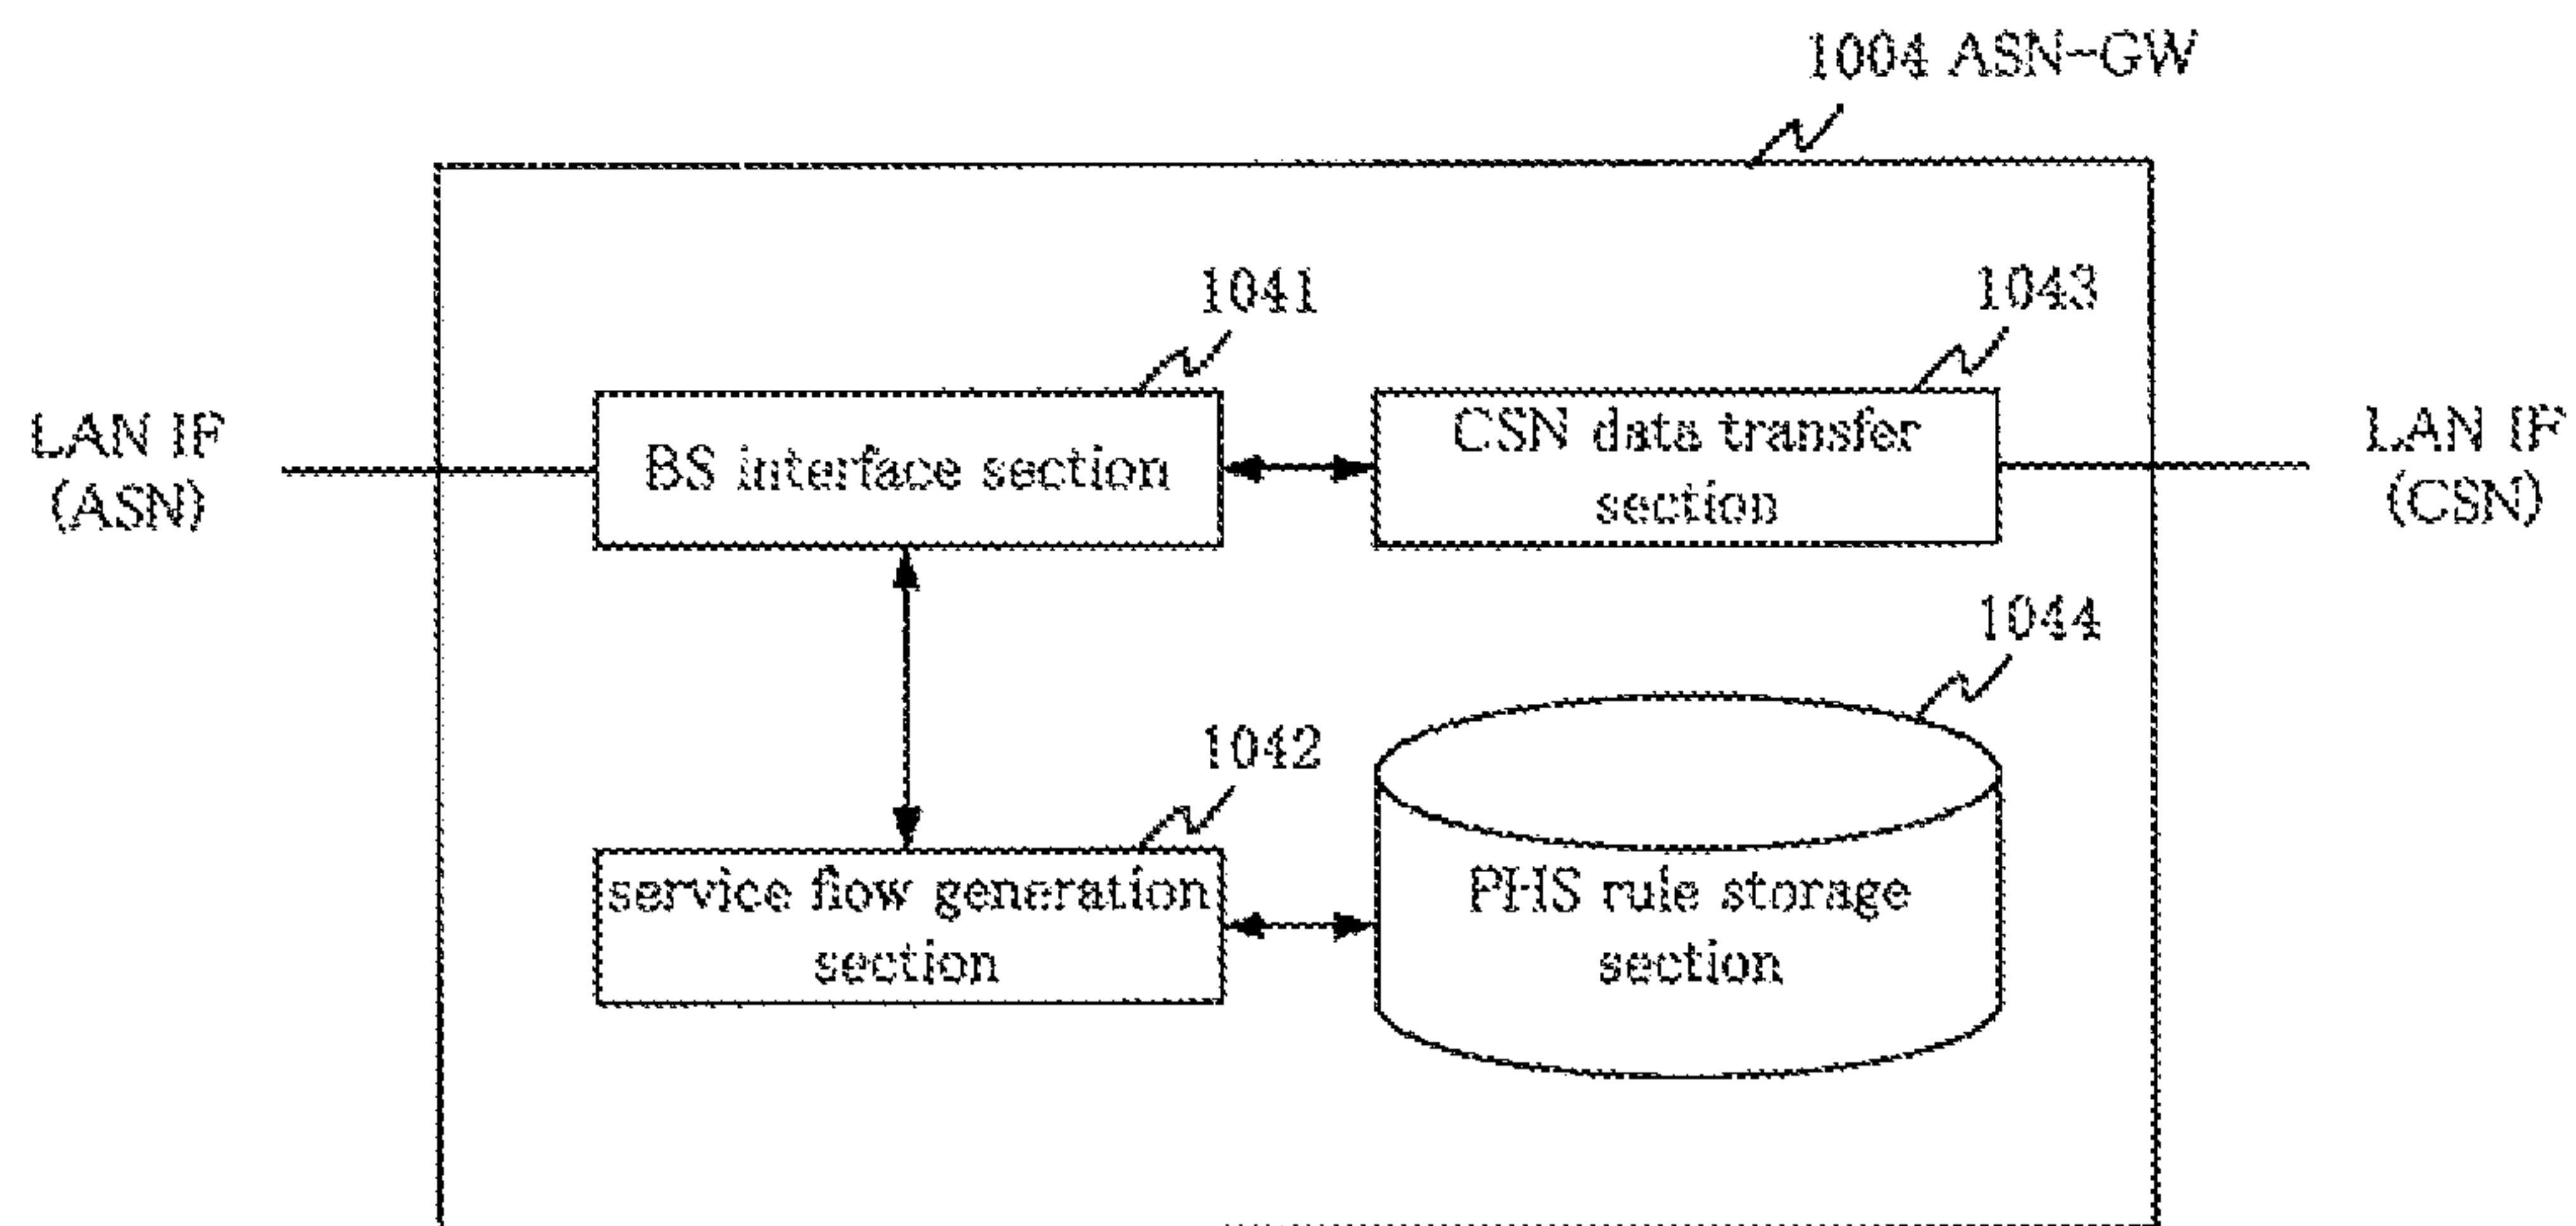 1004 ASN-GW
1041
1043
LAN IF
(ASN)
BS interface section
CSN data transfer
section
LAN IF
(CSN)
1044
1042
service flow generation
section
PHS rule storage
section